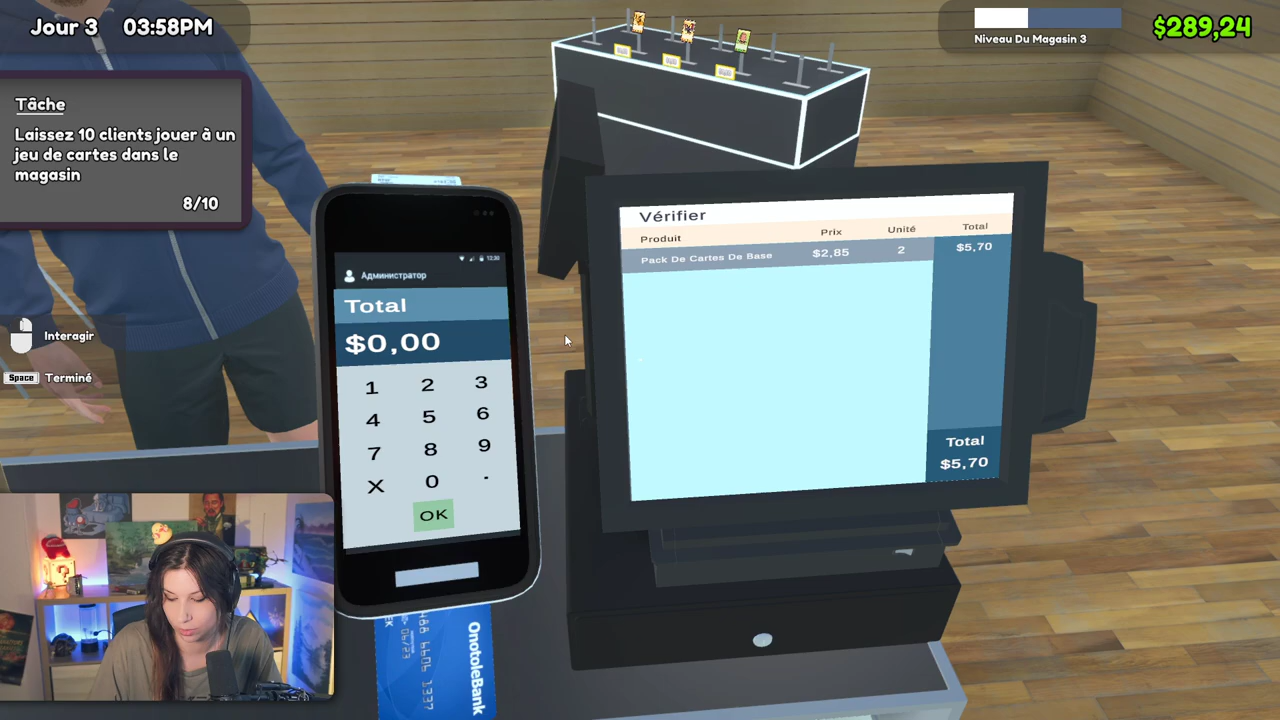 Jour 3 03:58PM
Niveau Du Magasin 3
$289,24
Tâche
Laissez 10 clients jouer à un
jeu de cartes dans le
magasin
8/10
Interagir
Space Terminé
12:30
Администратор
Total
$0,00
1 2 3
4 5 6
7 8 9
X 0 .
OK
Vérifier
Produit Prix Unité Total
Pack De Cartes De Base $2,85 2 $5,70
Total
$5,70
OnotoleBank